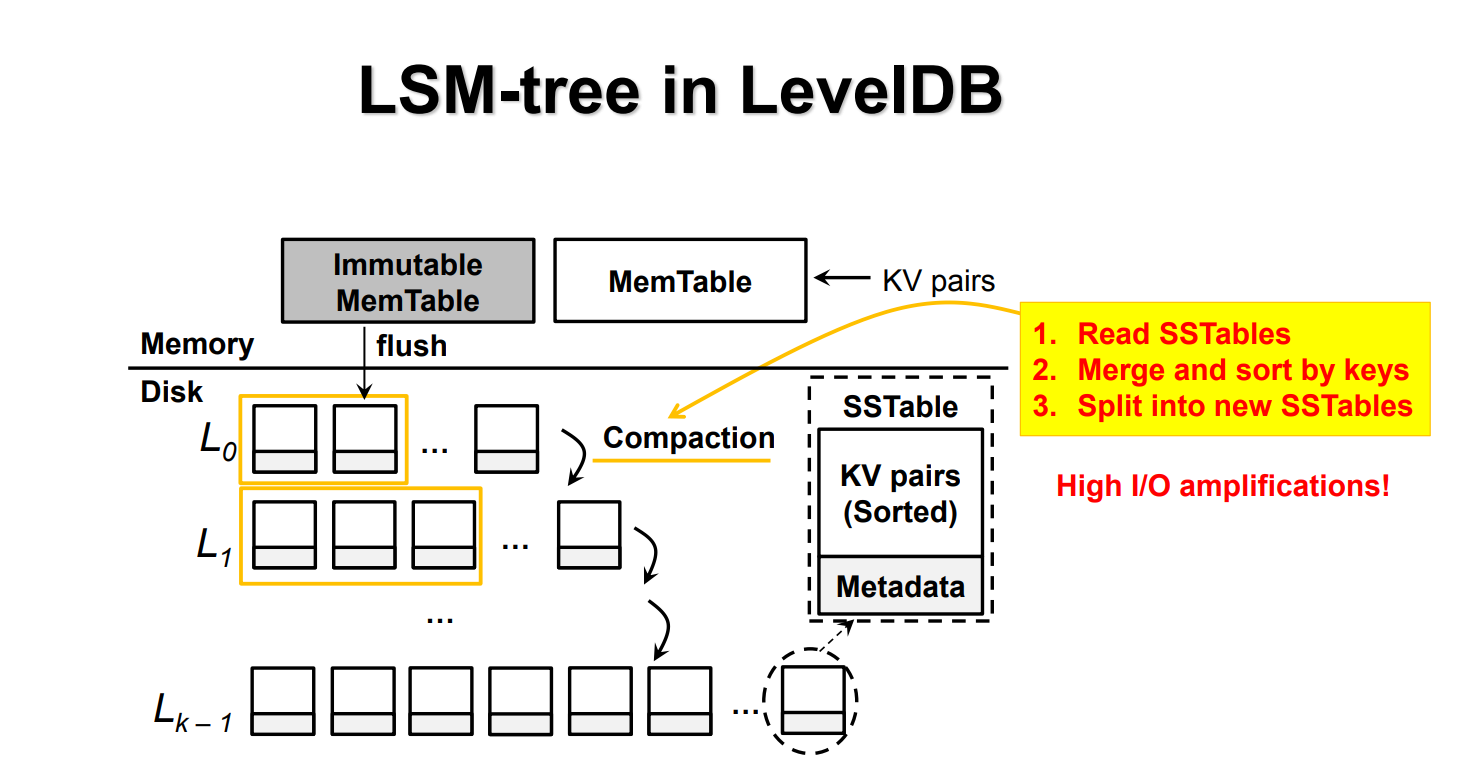 LSM-tree in LevelDB
Immutable
MemTable
MemTable
KV pairs
Memory
flush
Disk
1. Read SSTables
2. Merge and sort by keys
3. Split into new SSTables
High I/O amplifications!
L0
...
Compaction
SSTable
KV pairs
(Sorted)
Metadata
L1
...
...
Lk – 1
...